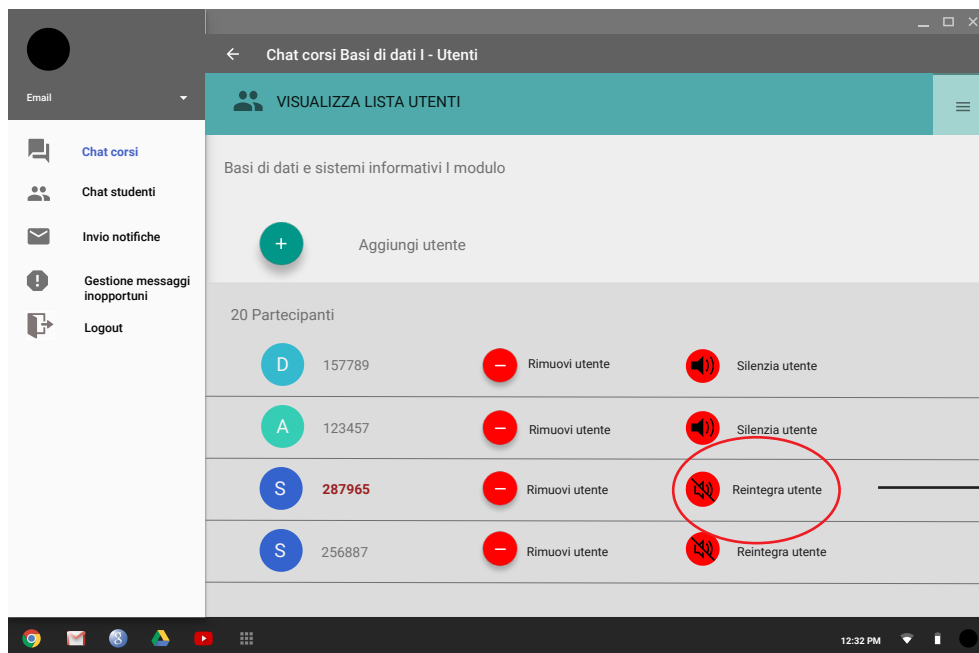 Chat corsi Basi di dati I - Utenti
Email
VISUALIZZA LISTA UTENTI
Chat corsi
Chat studenti
Invio notifiche
Gestione messaggi
inopportuni
Logout
Basi di dati e sistemi informativi I modulo
+ Aggiungi utente
20 Partecipanti
D 157789 Rimuovi utente Silenzia utente
A 123457 Rimuovi utente Silenzia utente
S 287965 Rimuovi utente Reintegra utente
S 256887 Rimuovi utente Reintegra utente
8
12:32 PM